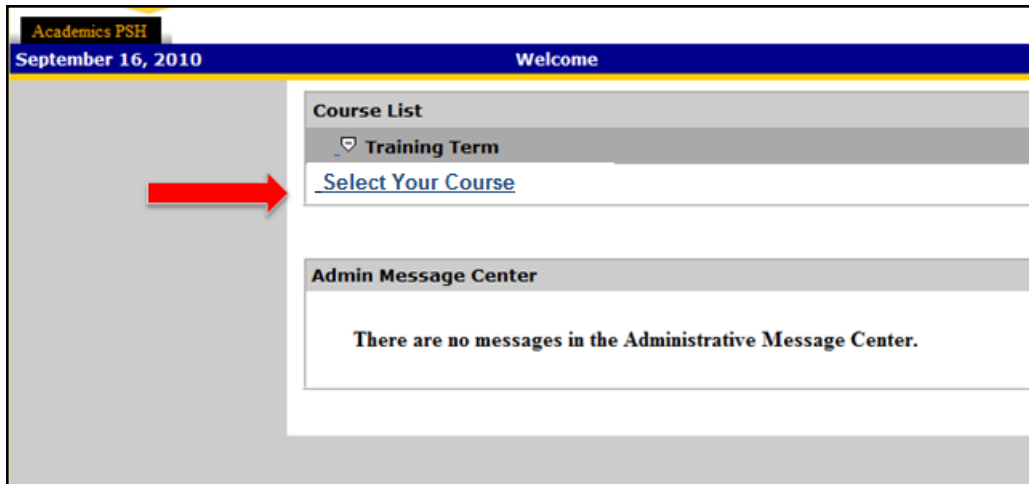 Academics PSH
September 16, 2010 Welcome
Course List
Training Term
Select Your Course
Admin Message Center
There are no messages in the Administrative Message Center.